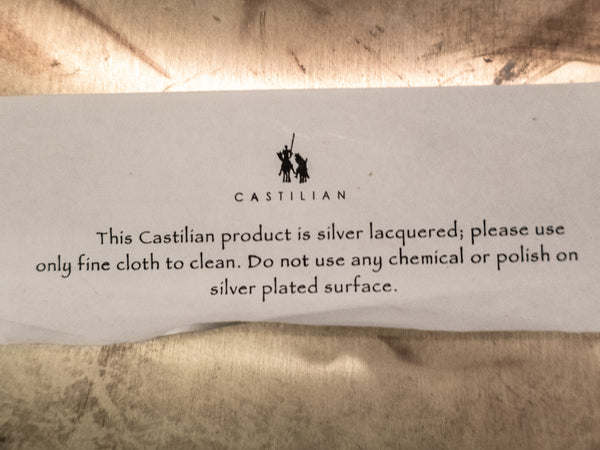 CASTILIAN
This Castilian product is silver lacquered; please use
only fine cloth to clean. Do not use any chemical or polish on
silver plated surface.